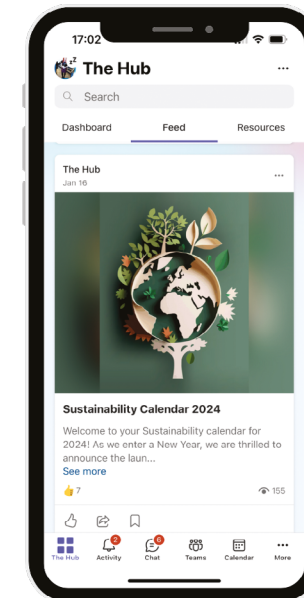 17:02
z z
The Hub
Search
Dashboard Feed Resources
The Hub
Jan 16
Sustainability Calendar 2024
Welcome to your Sustainability calendar for
2024! As we enter a New Year, we are thrilled to
announce the laun...
See more
7 155
2 6
The Hub Activity Chat Teams Calendar More